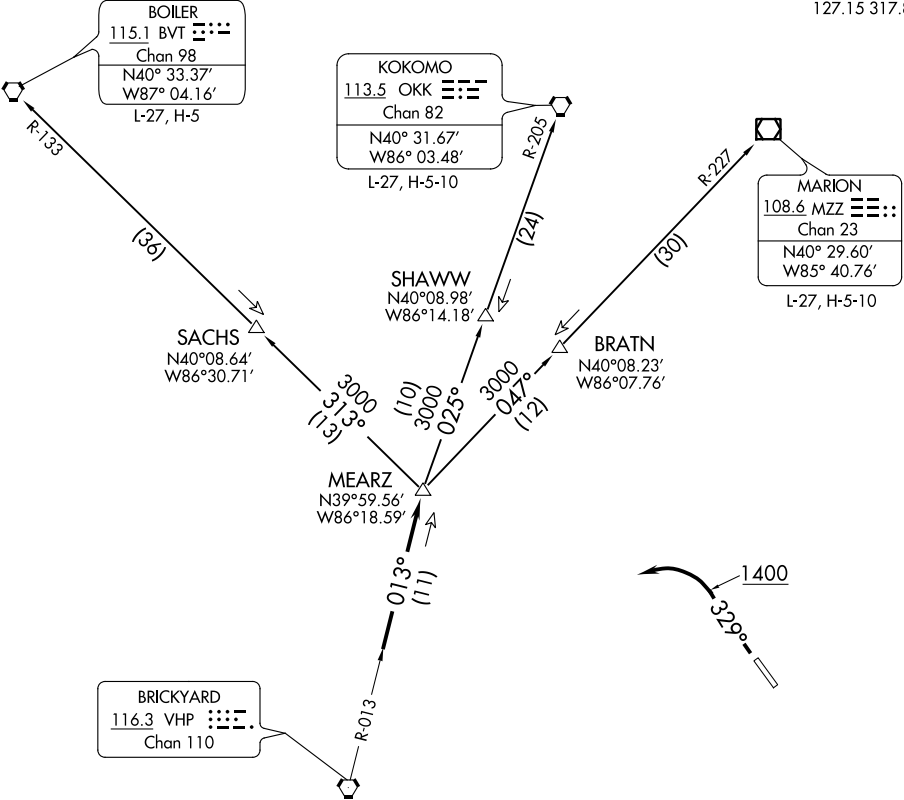 127.15 317.8
BOILER
115.1 BVT
Chan 98
N40° 33.37'
W87° 04.16'
L-27, H-5
KOKOMO
113.5 OKK
Chan 82
N40° 31.67'
W86° 03.48'
L-27, H-5-10
MARION
108.6 MZZ
Chan 23
N40° 29.60'
W85° 40.76'
L-27, H-5-10
R-133
R-205
R-227
(36)
(24)
(30)
SHAWW
N40°08.98'
W86°14.18'
SACHS
N40°08.64'
W86°30.71'
BRATN
N40°08.23'
W86°07.76'
3000
313°
(13)
(10)
3000
025°
3000
047°
(12)
MEARZ
N39°59.56'
W86°18.59'
013°
(11)
1400
329°
BRICKYARD
116.3 VHP
Chan 110
R-013